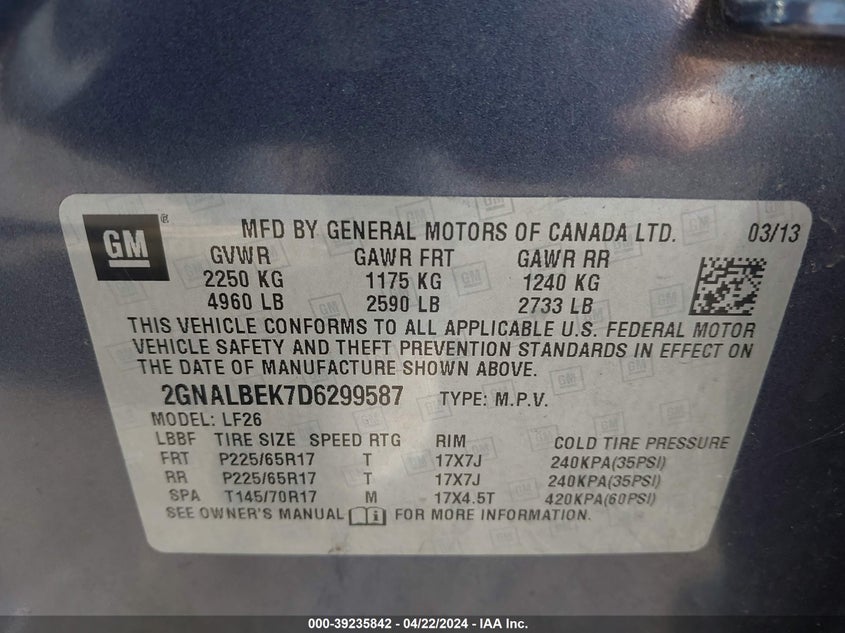 GM ®
MFD BY GENERAL MOTORS OF CANADA LTD. 03/13
GVWR GAWR FRT GAWR RR
2250 KG 1175 KG 1240 KG
4960 LB 2590 LB 2733 LB
THIS VEHICLE CONFORMS TO ALL APPLICABLE U.S. FEDERAL MOTOR
VEHICLE SAFETY AND THEFT PREVENTION STANDARDS IN EFFECT ON
THE DATE OF MANUFACTURE SHOWN ABOVE.
2GNALBEK7D6299587 TYPE: M.P.V.
MODEL: LF26
LBBF TIRE SIZE SPEED RTG RIM COLD TIRE PRESSURE
FRT P225/65R17 T 17X7J 240KPA(35PSI)
RR P225/65R17 T 17X7J 240KPA(35PSI)
SPA T145/70R17 M 17X4.5T 420KPA(60PSI)
SEE OWNER'S MANUAL FOR MORE INFORMATION.
000-39235842 / 04/22/2024 - IAA Inc.